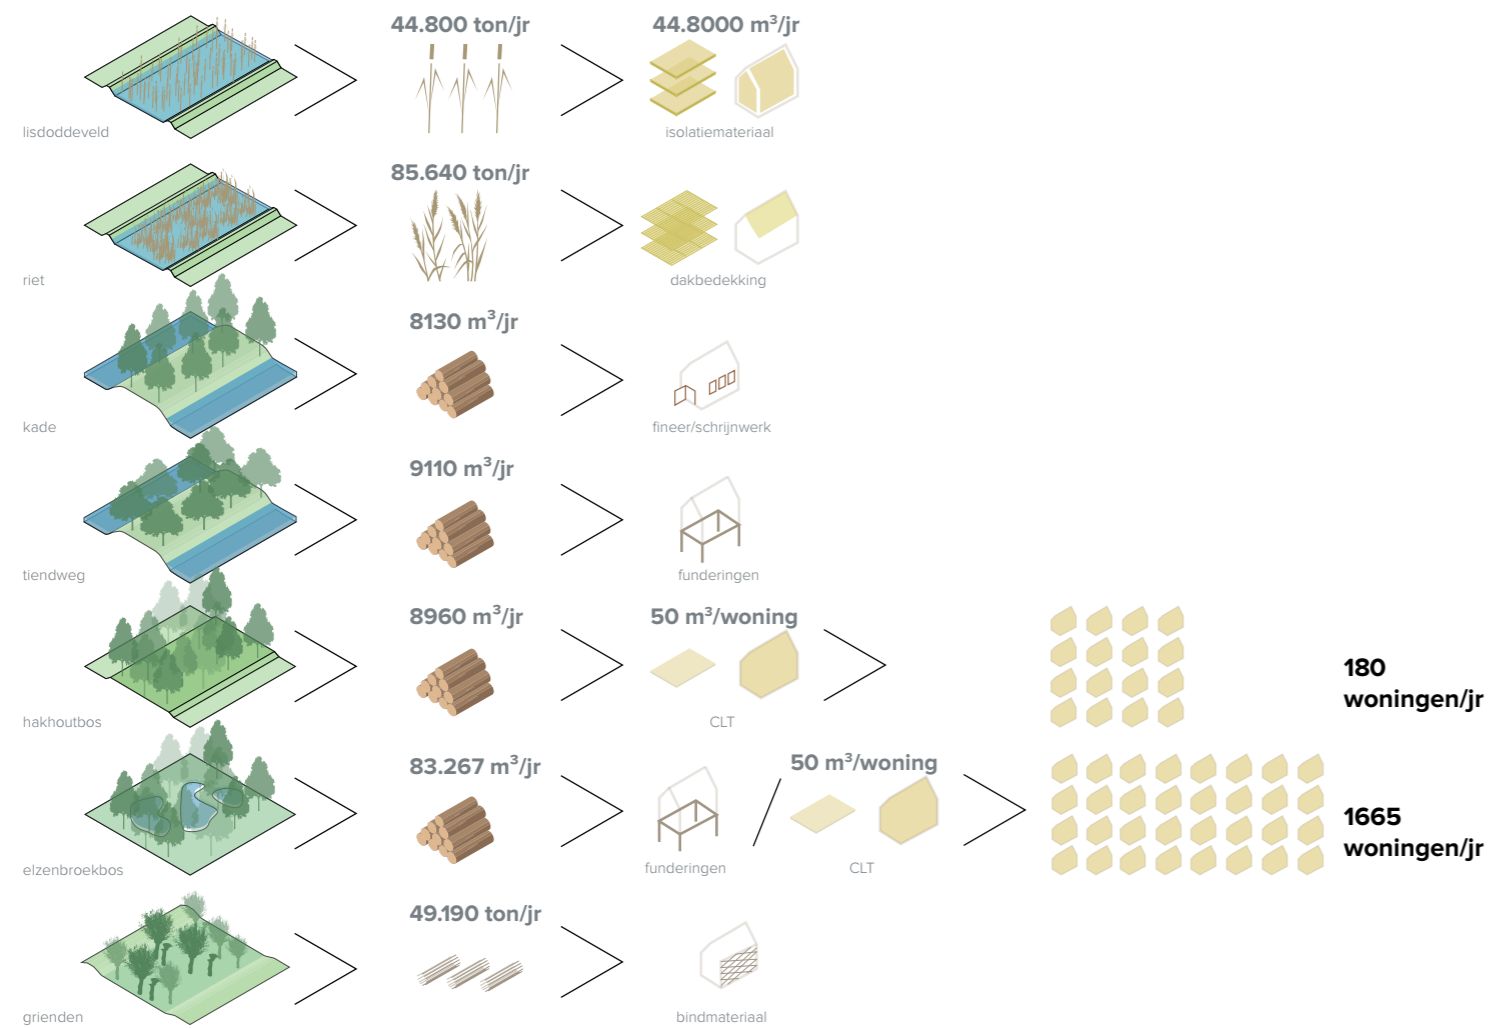 44.800 ton/jr
44.8000 m³/jr
lisdoddeveld
isolatiemateriaal
85.640 ton/jr
riet
dakbedekking
8130 m³/jr
kade
fineer/schrijnwerk
9110 m³/jr
tiendweg
funderingen
8960 m³/jr
50 m³/woning
180
woningen/jr
hakhoutbos
CLT
83.267 m³/jr
50 m³/woning
1665
woningen/jr
elzenbroekbos
funderingen
CLT
49.190 ton/jr
grienden
bindmateriaal